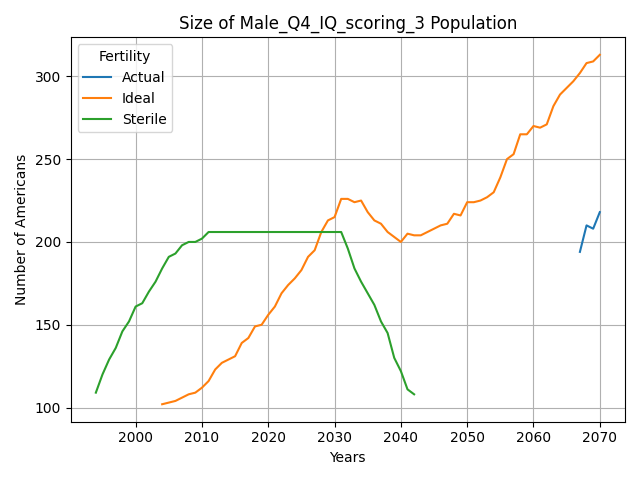 Size of Male_Q4_IQ_scoring_3 Population
Fertility
Actual
Ideal
Sterile
300
250
200
150
100
Number of Americans
2000 2010 2020 2030 2040 2050 2060 2070
Years